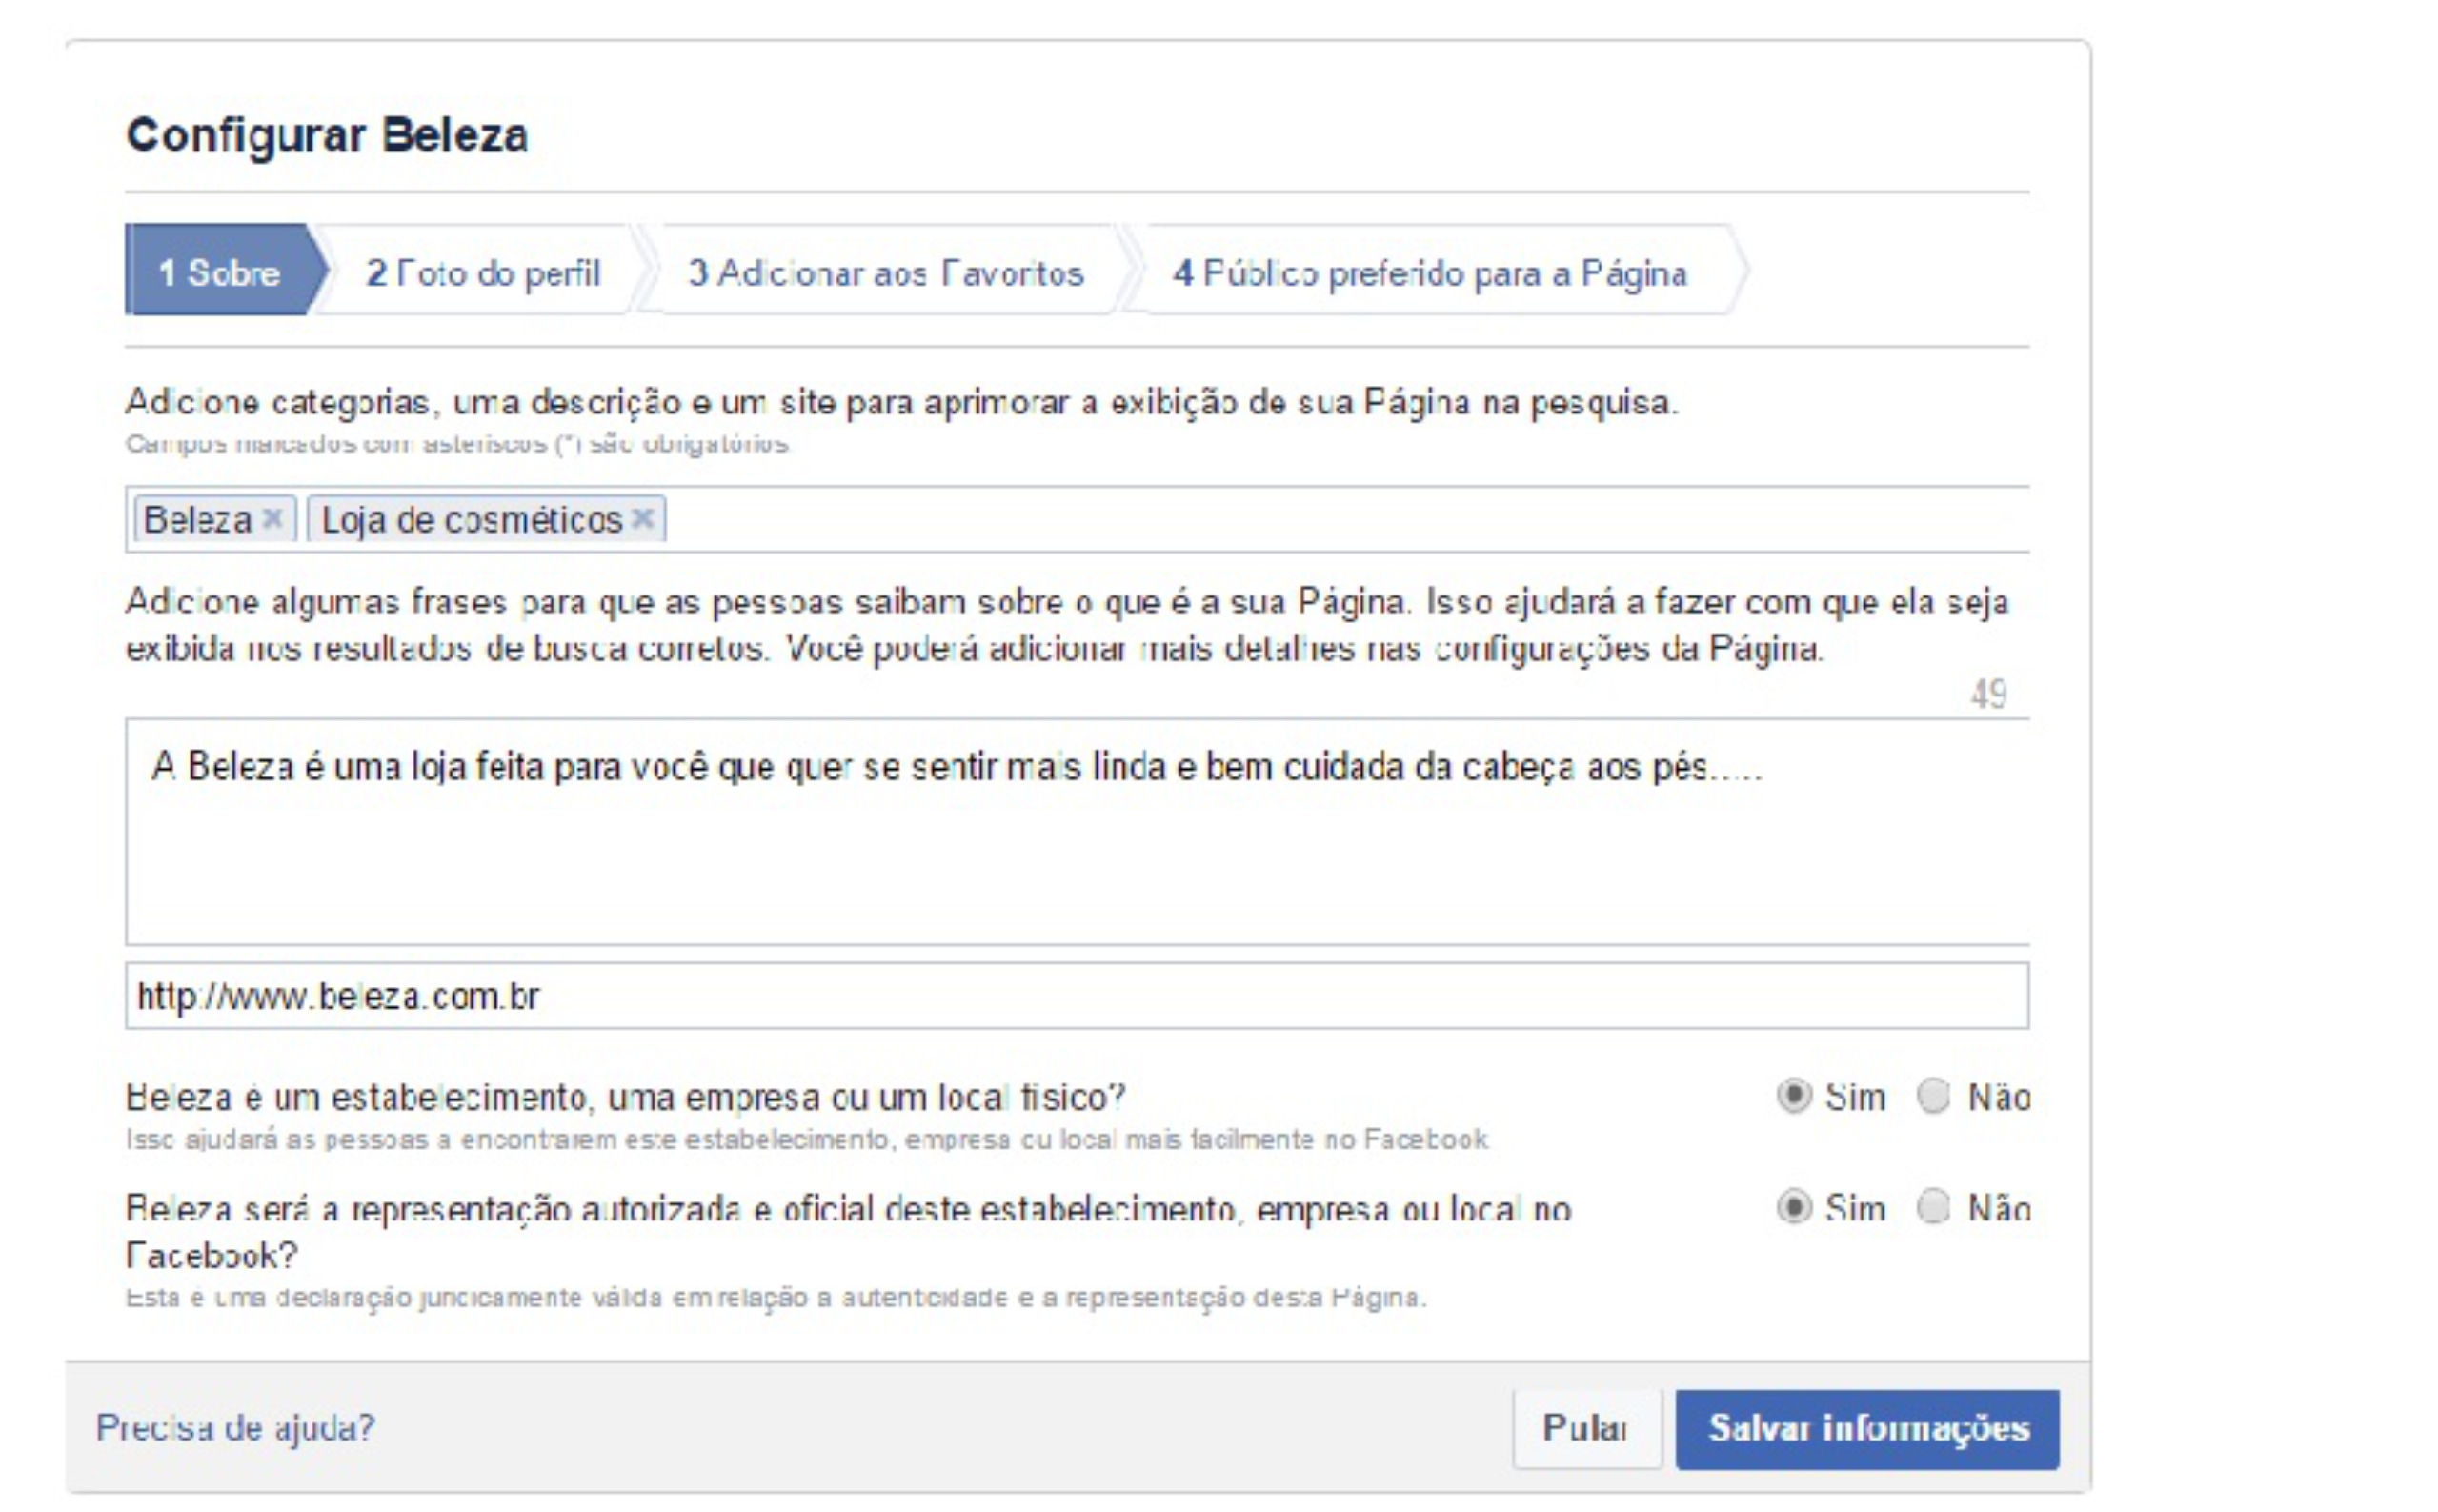 Configurar Beleza
1 Sobre 2 Foto do perfil 3 Adicionar aos Favoritos 4 Público preferido para a Página
Adicione categorias, uma descrição e um site para aprimorar a exibição de sua Página na pesquisa.
Campos marcados com asteriscos (*) são obrigatórios.
Beleza × Loja de cosméticos ×
Adicione algumas frases para que as pessoas saibam sobre o que é a sua Página. Isso ajudará a fazer com que ela seja
exibida nos resultados de busca corretos. Você poderá adicionar mais detalhes nas configurações da Página.
49
A Beleza é uma loja feita para você que quer se sentir mais linda e bem cuidada da cabeça aos pés.....
http://www.beleza.com.br
Beleza é um estabelecimento, uma empresa ou um local físico? Sim Não
Isso ajudará as pessoas a encontrarem este estabelecimento, empresa ou local mais facilmente no Facebook.
Beleza será a representação autorizada e oficial deste estabelecimento, empresa ou local no Sim Não
Facebook?
Esta é uma declaração juridicamente válida em relação a autenticidade e a representação desta Página.
Precisa de ajuda? Pular Salvar informações